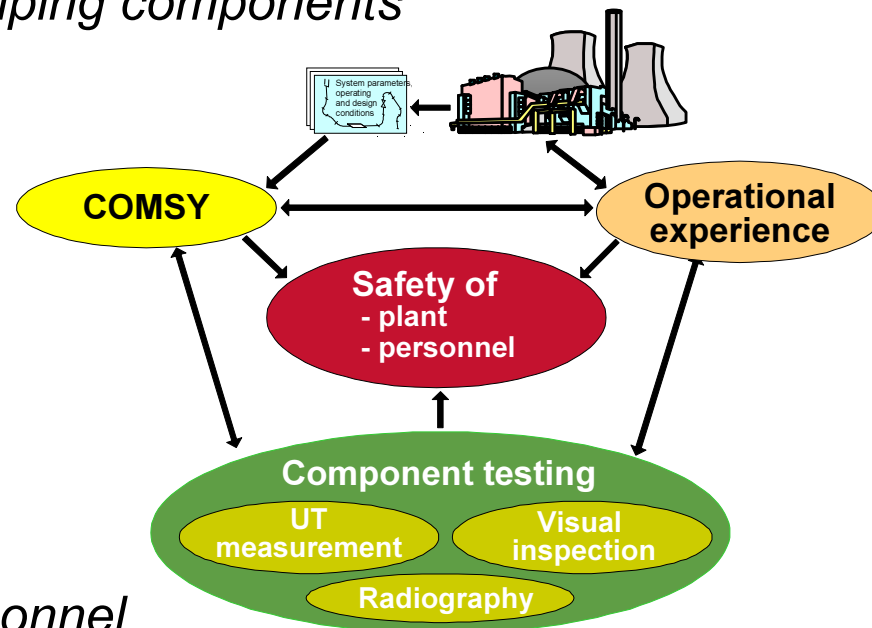 piping components
System parameters,
operating
and design
conditions
COMSY
Operational
experience
Safety of
- plant
- personnel
Component testing
UT
measurement
Visual
inspection
Radiography
onnel